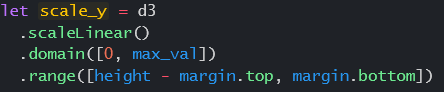 let scale_y = d3
.scaleLinear()
.domain([0, max_val])
.range([height - margin.top, margin.bottom])